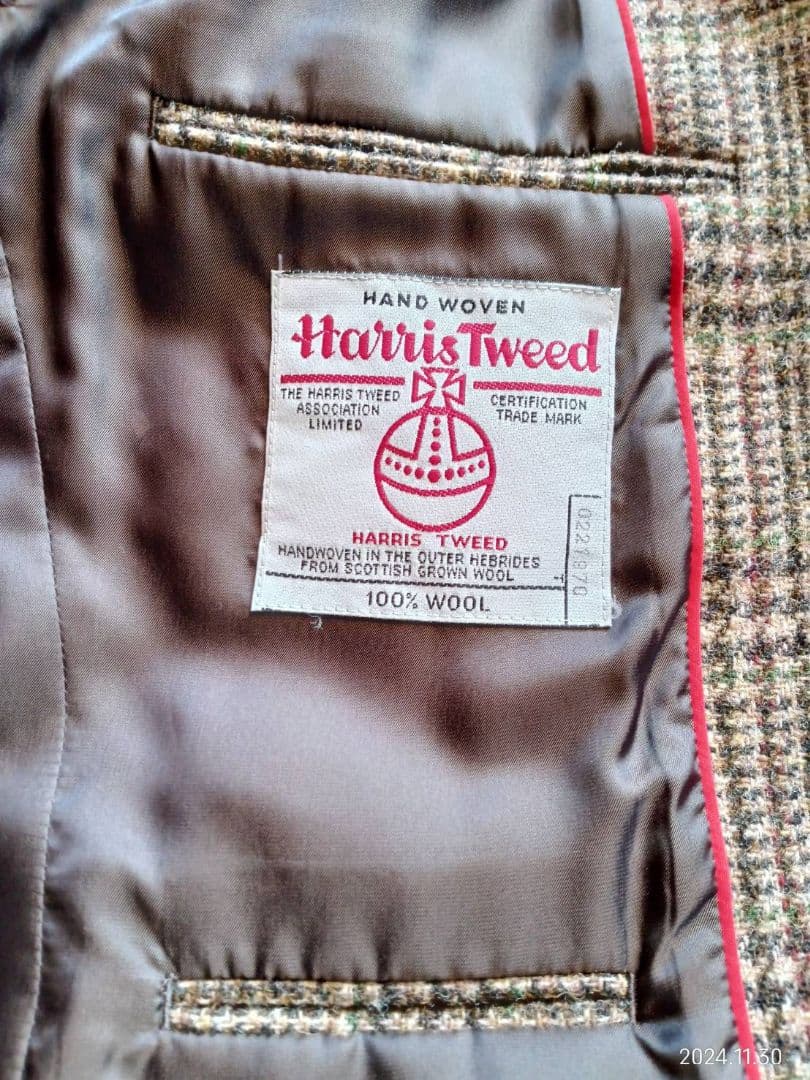 HAND WOVEN
Harris Tweed
THE HARRIS TWEED
ASSOCIATION
LIMITED
CERTIFICATION
TRADE MARK
HARRIS TWEED
HANDWOVEN IN THE OUTER HEBRIDES
FROM SCOTTISH GROWN WOOL
100% WOOL
0221970
2024.11.30